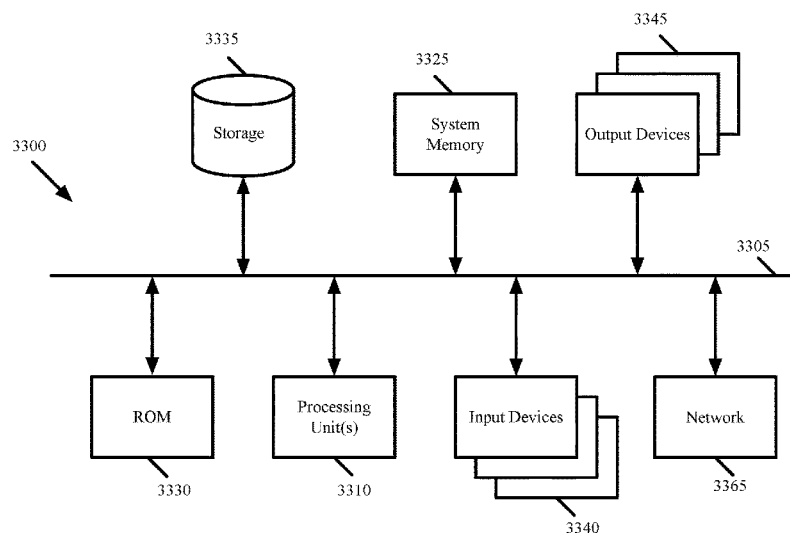 3335
3325
3345
Storage
System
Memory
Output Devices
3300
3305
ROM
Processing
Unit(s)
Input Devices
Network
3330
3310
3340
3365